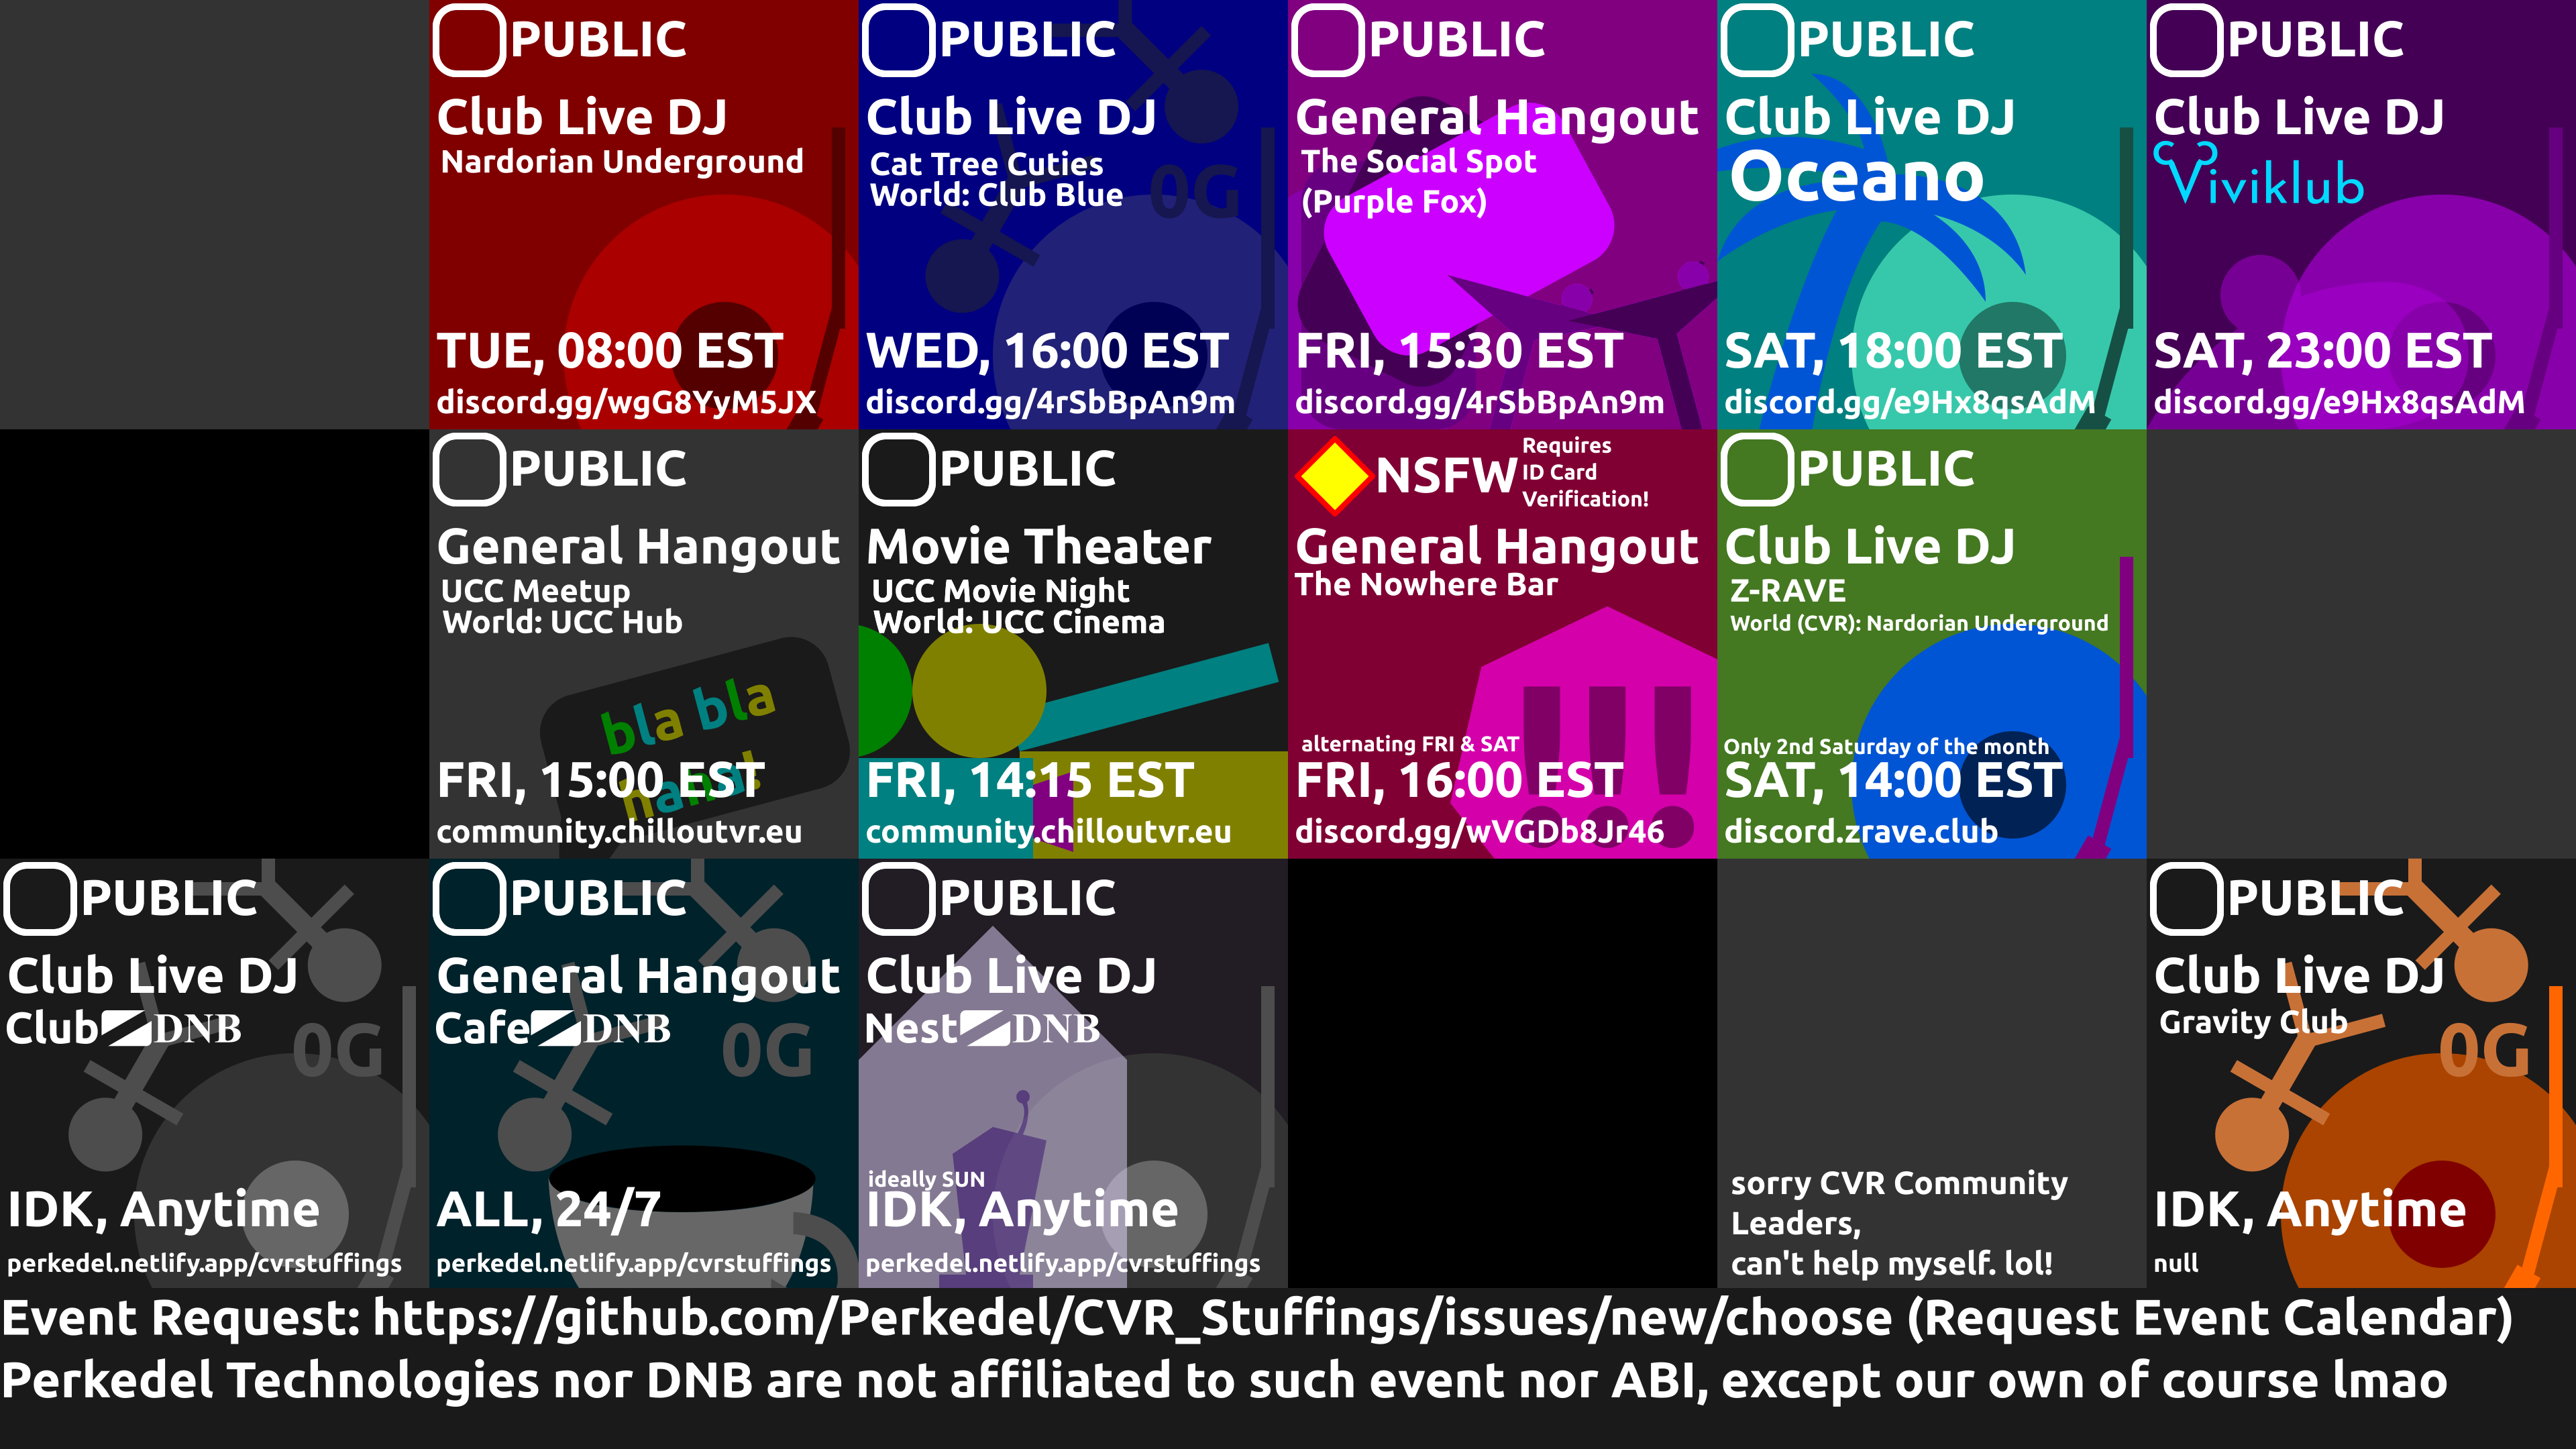 PUBLIC
Club Live DJ
Nardorian Underground
TUE, 08:00 EST
discord.gg/wgG8YyM5JX
PUBLIC
Club Live DJ
Cat Tree Cuties
World: Club Blue
0G
WED, 16:00 EST
discord.gg/4rSbBpAn9m
PUBLIC
General Hangout
The Social Spot
(Purple Fox)
FRI, 15:30 EST
discord.gg/4rSbBpAn9m
PUBLIC
Club Live DJ
Oceano
SAT, 18:00 EST
discord.gg/e9Hx8qsAdM
PUBLIC
Club Live DJ
Viviklub
SAT, 23:00 EST
discord.gg/e9Hx8qsAdM
PUBLIC
General Hangout
UCC Meetup
World: UCC Hub
bla bla
nana!
FRI, 15:00 EST
community.chilloutvr.eu
PUBLIC
Movie Theater
UCC Movie Night
World: UCC Cinema
FRI, 14:15 EST
community.chilloutvr.eu
NSFW
Requires
ID Card
Verification!
General Hangout
The Nowhere Bar
!!!
alternating FRI & SAT
FRI, 16:00 EST
discord.gg/wVGDb8Jr46
PUBLIC
Club Live DJ
Z-RAVE
World (CVR): Nardorian Underground
Only 2nd Saturday of the month
SAT, 14:00 EST
discord.zrave.club
PUBLIC
Club Live DJ
Club DNB
0G
IDK, Anytime
perkedel.netlify.app/cvrstuffings
PUBLIC
General Hangout
Cafe DNB
0G
ALL, 24/7
perkedel.netlify.app/cvrstuffings
PUBLIC
Club Live DJ
Nest DNB
ideally SUN
IDK, Anytime
perkedel.netlify.app/cvrstuffings
sorry CVR Community
Leaders,
can't help myself. lol!
PUBLIC
Club Live DJ
Gravity Club
0G
IDK, Anytime
null
Event Request: https://github.com/Perkedel/CVR_Stuffings/issues/new/choose (Request Event Calendar)
Perkedel Technologies nor DNB are not affiliated to such event nor ABI, except our own of course lmao